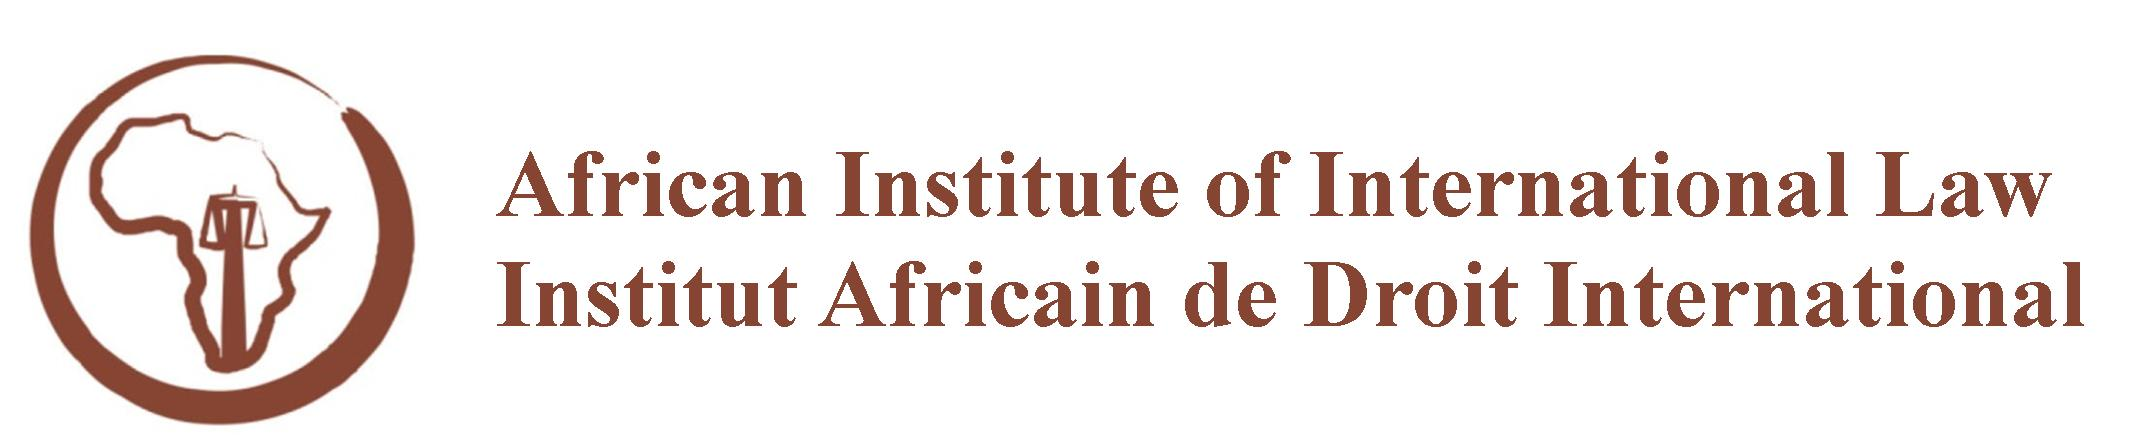 African Institute of International Law
Institut Africain de Droit International